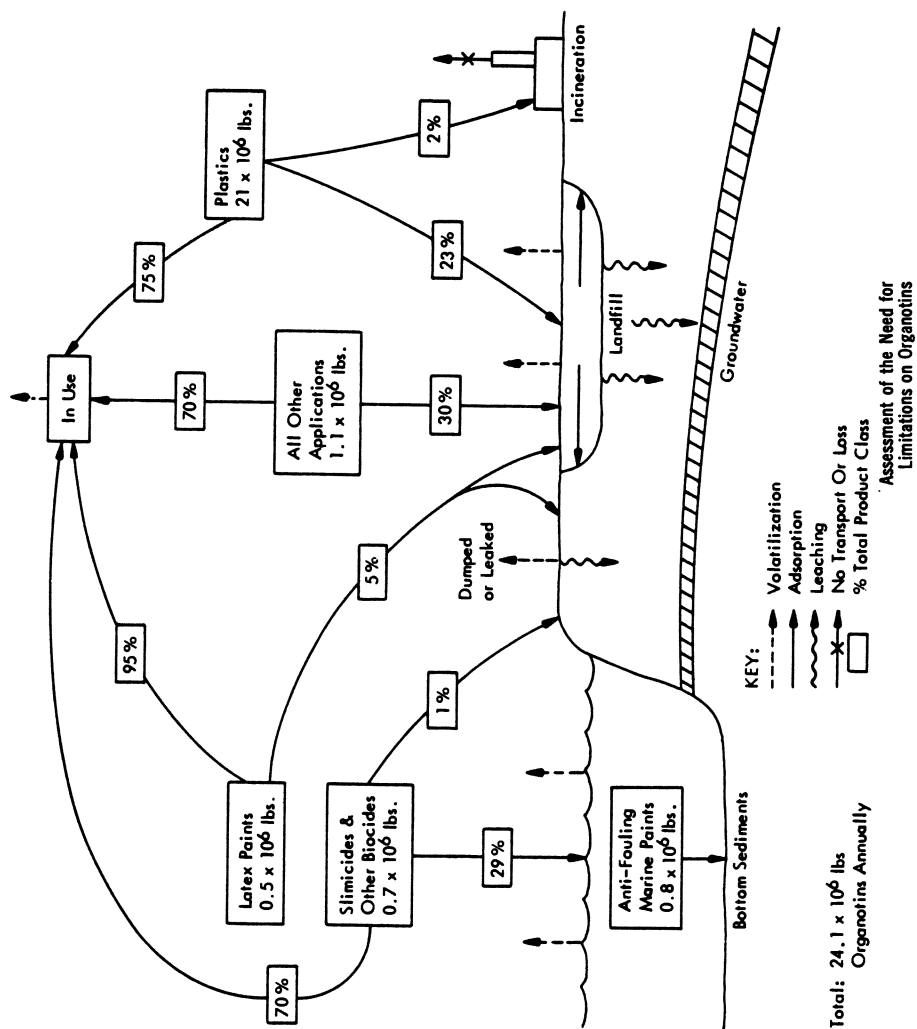 In Use
75%
70%
95%
70%
Plastics
21 x 10⁶ lbs.
All Other
Applications
1.1 x 10⁶ lbs.
Latex Paints
0.5 x 10⁶ lbs.
Slimicides &
Other Biocides
0.7 x 10⁶ lbs.
2%
23%
30%
5%
1%
29%
Dumped
or Leaked
Incineration
Landfill
Groundwater
Anti-Fouling
Marine Paints
0.8 x 10⁶ lbs.
Bottom Sediments
KEY:
Volatilization
Adsorption
Leaching
No Transport Or Loss
% Total Product Class
Total: 24.1 x 10⁶ lbs
Organotins Annually
Assessment of the Need for
Limitations on Organotins